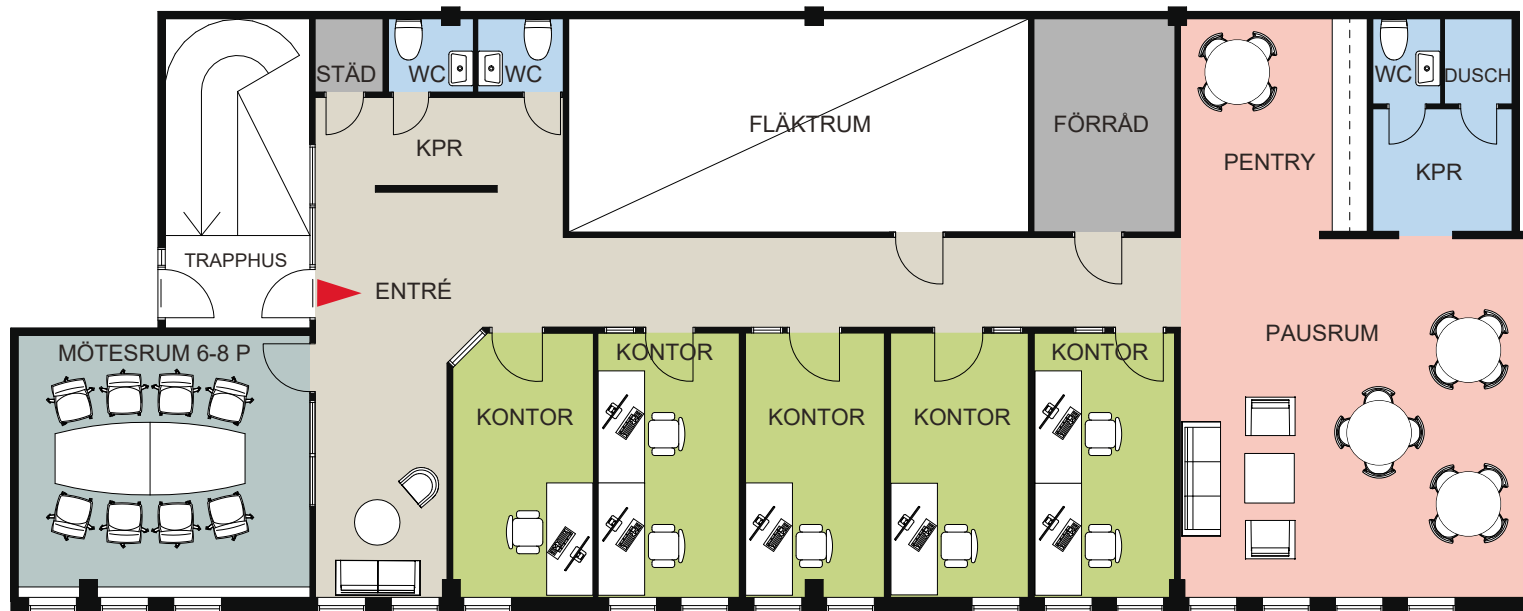 STÄD
WC
WC
WC
DUSCH
FLÄKTRUM
FÖRRÅD
KPR
PENTRY
KPR
TRAPPHUS
ENTRÉ
PAUSRUM
MÖTESRUM 6-8 P
KONTOR
KONTOR
KONTOR
KONTOR
KONTOR